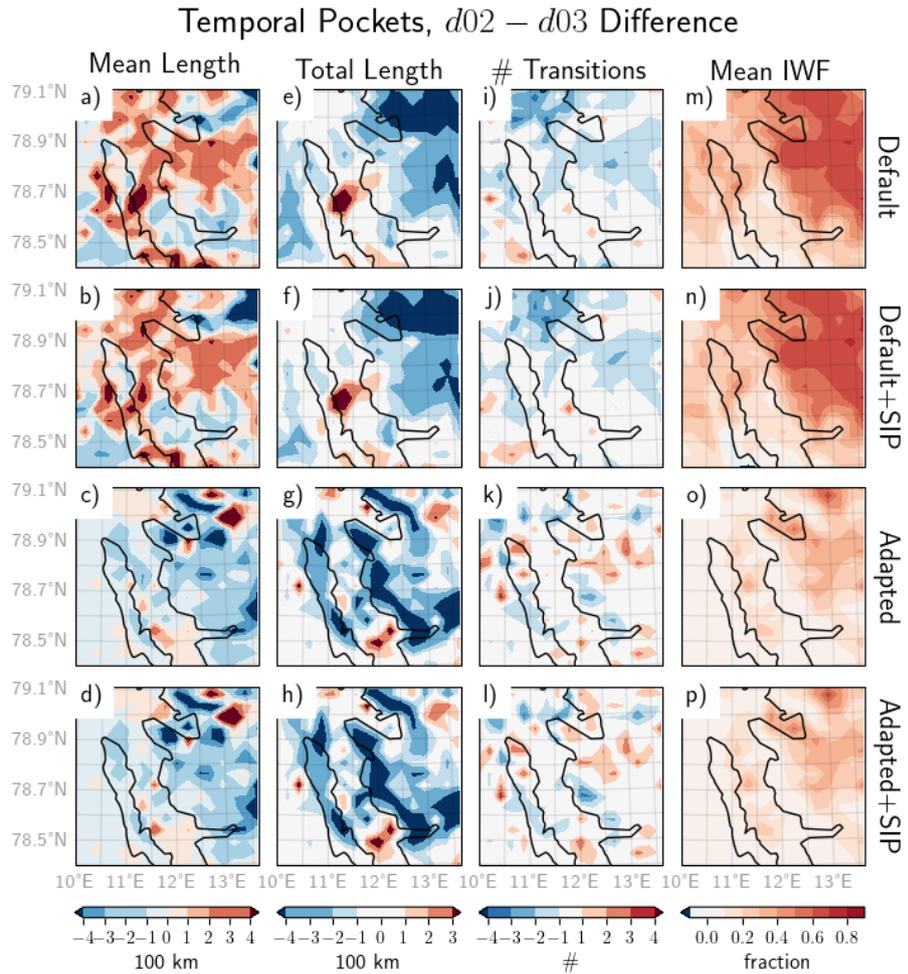 Temporal Pockets, d02 − d03 Difference
Mean Length
Total Length
# Transitions
Mean IWF
79.1°N a) e) i) m)
78.9°N
78.7°N
78.5°N
Default
79.1°N b) f) j) n)
78.9°N
78.7°N
78.5°N
Default+SIP
79.1°N c) g) k) o)
78.9°N
78.7°N
78.5°N
Adapted
79.1°N d) h) l) p)
78.9°N
78.7°N
78.5°N
Adapted+SIP
10°E 11°E 12°E 13°E 10°E 11°E 12°E 13°E 10°E 11°E 12°E 13°E 10°E 11°E 12°E 13°E
−4 −3 −2 −1 0 1 2 3 4
100 km
−4 −3 −2 −1 0 1 2 3
100 km
−4 −3 −2 −1 0 1 2 3 4
#
0.0 0.2 0.4 0.6 0.8
fraction